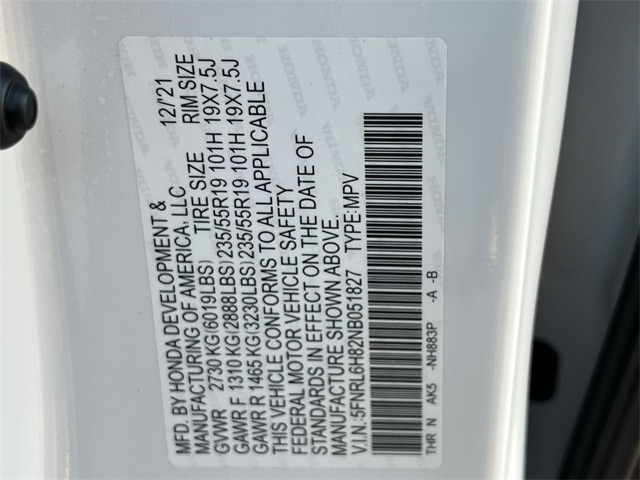 MFD. BY HONDA DEVELOPMENT & 12/'21
MANUFACTURING OF AMERICA, LLC
TIRE SIZE RIM SIZE
GVWR 2730 KG(6019LBS)
GAWR F 1310 KG(2888LBS)235/55R19 101H 19X7.5J
GAWR R 1465 KG(3230LBS)235/55R19 101H 19X7.5J
THIS VEHICLE CONFORMS TO ALL APPLICABLE
FEDERAL MOTOR VEHICLE SAFETY
STANDARDS IN EFFECT ON THE DATE OF
MANUFACTURE SHOWN ABOVE.
V.I.N.:5FNRL6H82NB051827 TYPE:MPV
THR N AK5 -NH883P -A -B
HONDA